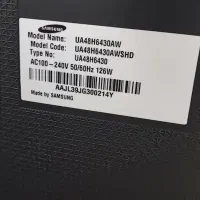 SAMSUNG
Model Name: UA48H6430AW
Model Code: UA48H6430AWSHD
Type No: UA48H6430
AC100-240V 50/60Hz 126W
AAJL39JG300214Y
Made by SAMSUNG